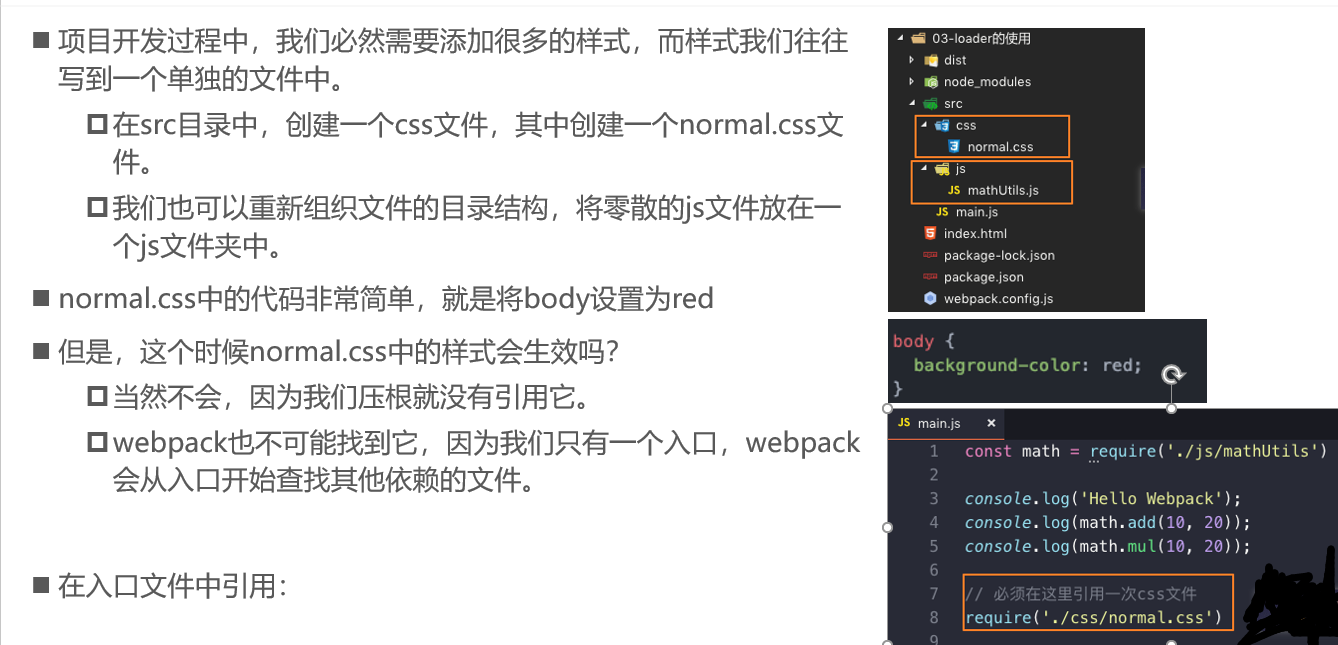 项目开发过程中，我们必然需要添加很多的样式，而样式我们往往
写到一个单独的文件中。
在src目录中，创建一个css文件，其中创建一个normal.css文
件。
我们也可以重新组织文件的目录结构，将零散的js文件放在一
个js文件夹中。
normal.css中的代码非常简单，就是将body设置为red
但是，这个时候normal.css中的样式会生效吗？
当然不会，因为我们压根就没有引用它。
webpack也不可能找到它，因为我们只有一个入口，webpack
会从入口开始查找其他依赖的文件。
在入口文件中引用：
03-loader的使用
dist
node_modules
src
css
normal.css
js
JS mathUtils.js
JS main.js
index.html
package-lock.json
package.json
webpack.config.js
body {
background-color: red;
}
JS main.js ×
1 const math = require('./js/mathUtils')
2
3 console.log('Hello Webpack');
4 console.log(math.add(10, 20));
5 console.log(math.mul(10, 20));
6
7 // 必须在这里引用一次css文件
8 require('./css/normal.css')
9